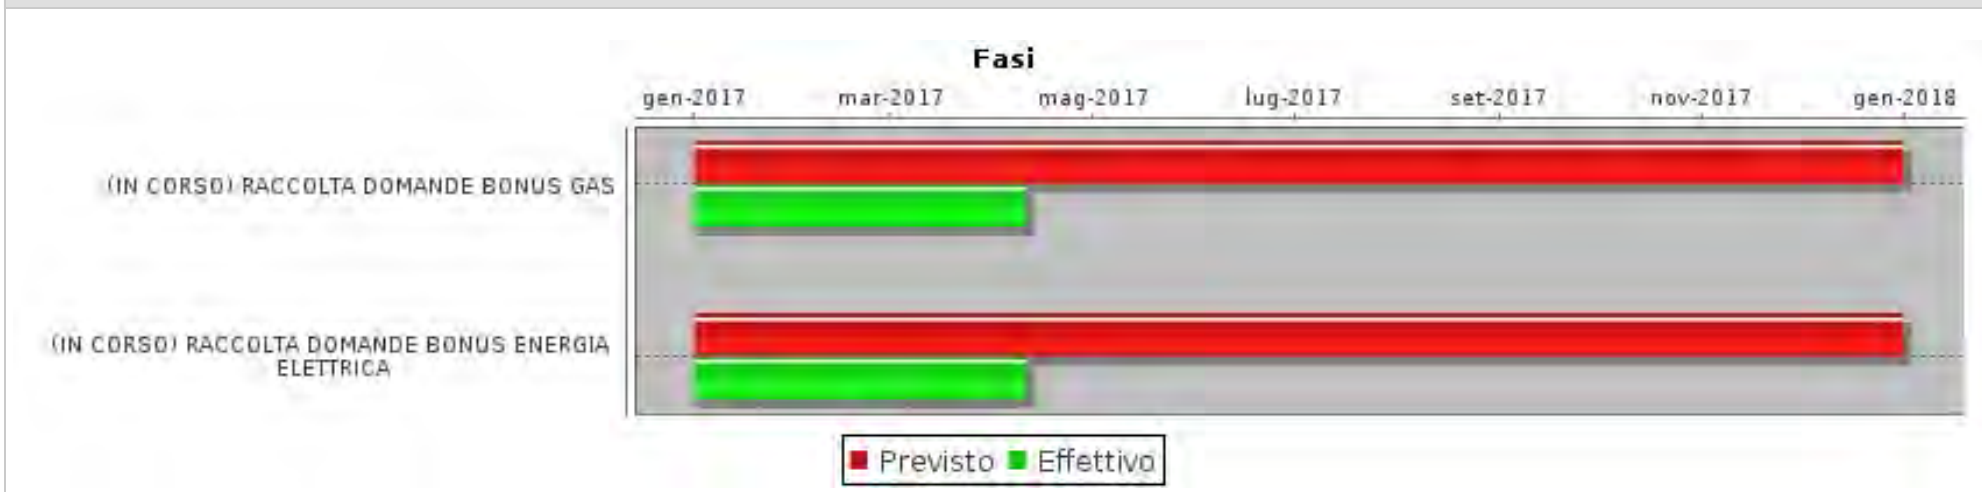 Fasi
gen-2017 mar-2017 mag-2017 lug-2017 set-2017 nov-2017 gen-2018
(IN CORSO) RACCOLTA DOMANDE BONUS GAS
(IN CORSO) RACCOLTA DOMANDE BONUS ENERGIA
ELETTRICA
Previsto Effettivo